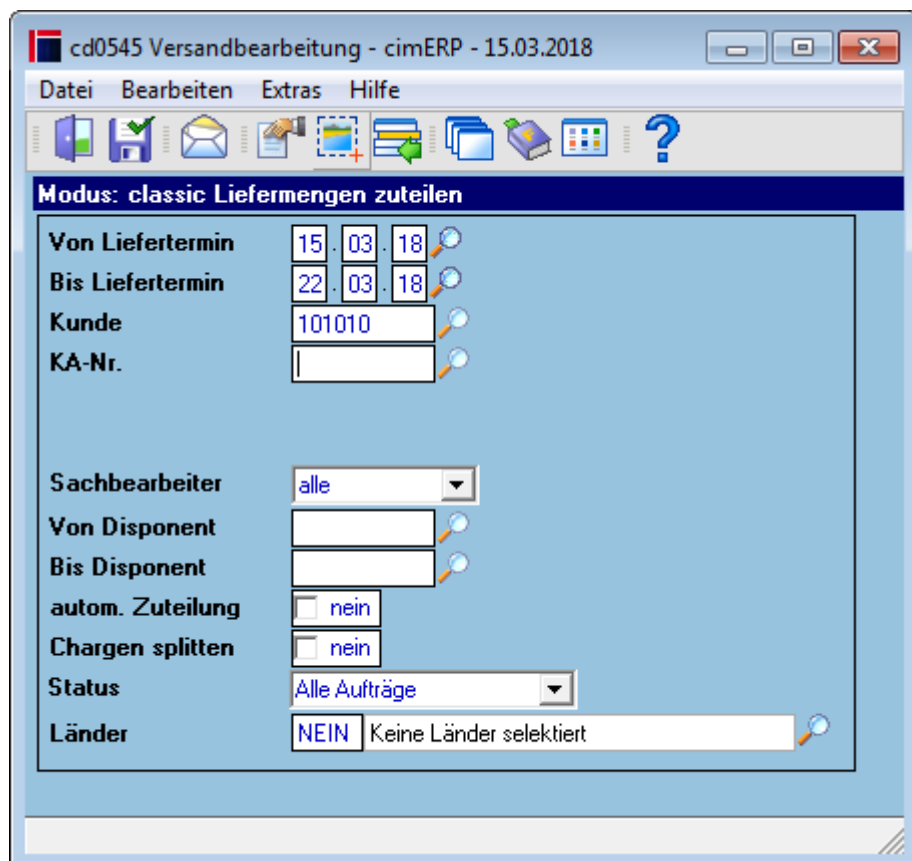 cd0545 Versandbearbeitung - cimERP - 15.03.2018
Datei Bearbeiten Extras Hilfe
Modus: classic Liefermengen zuteilen
Von Liefertermin 15 . 03 . 18
Bis Liefertermin 22 . 03 . 18
Kunde 101010
KA-Nr.
Sachbearbeiter alle
Von Disponent
Bis Disponent
autom. Zuteilung nein
Chargen splitten nein
Status Alle Aufträge
Länder NEIN Keine Länder selektiert